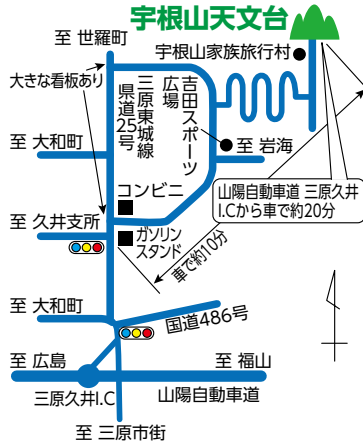 宇根山天文台
至 世羅町
宇根山家族旅行村
大きな看板あり
三原東城線
県道25号
吉田スポーツ
広場
至 大和町
至 岩海
コンビニ
山陽自動車道 三原久井
I.Cから車で約20分
至 久井支所
ガソリン
スタンド
車で約10分
至 大和町
国道486号
至 広島
至 福山
三原久井I.C
山陽自動車道
至 三原市街